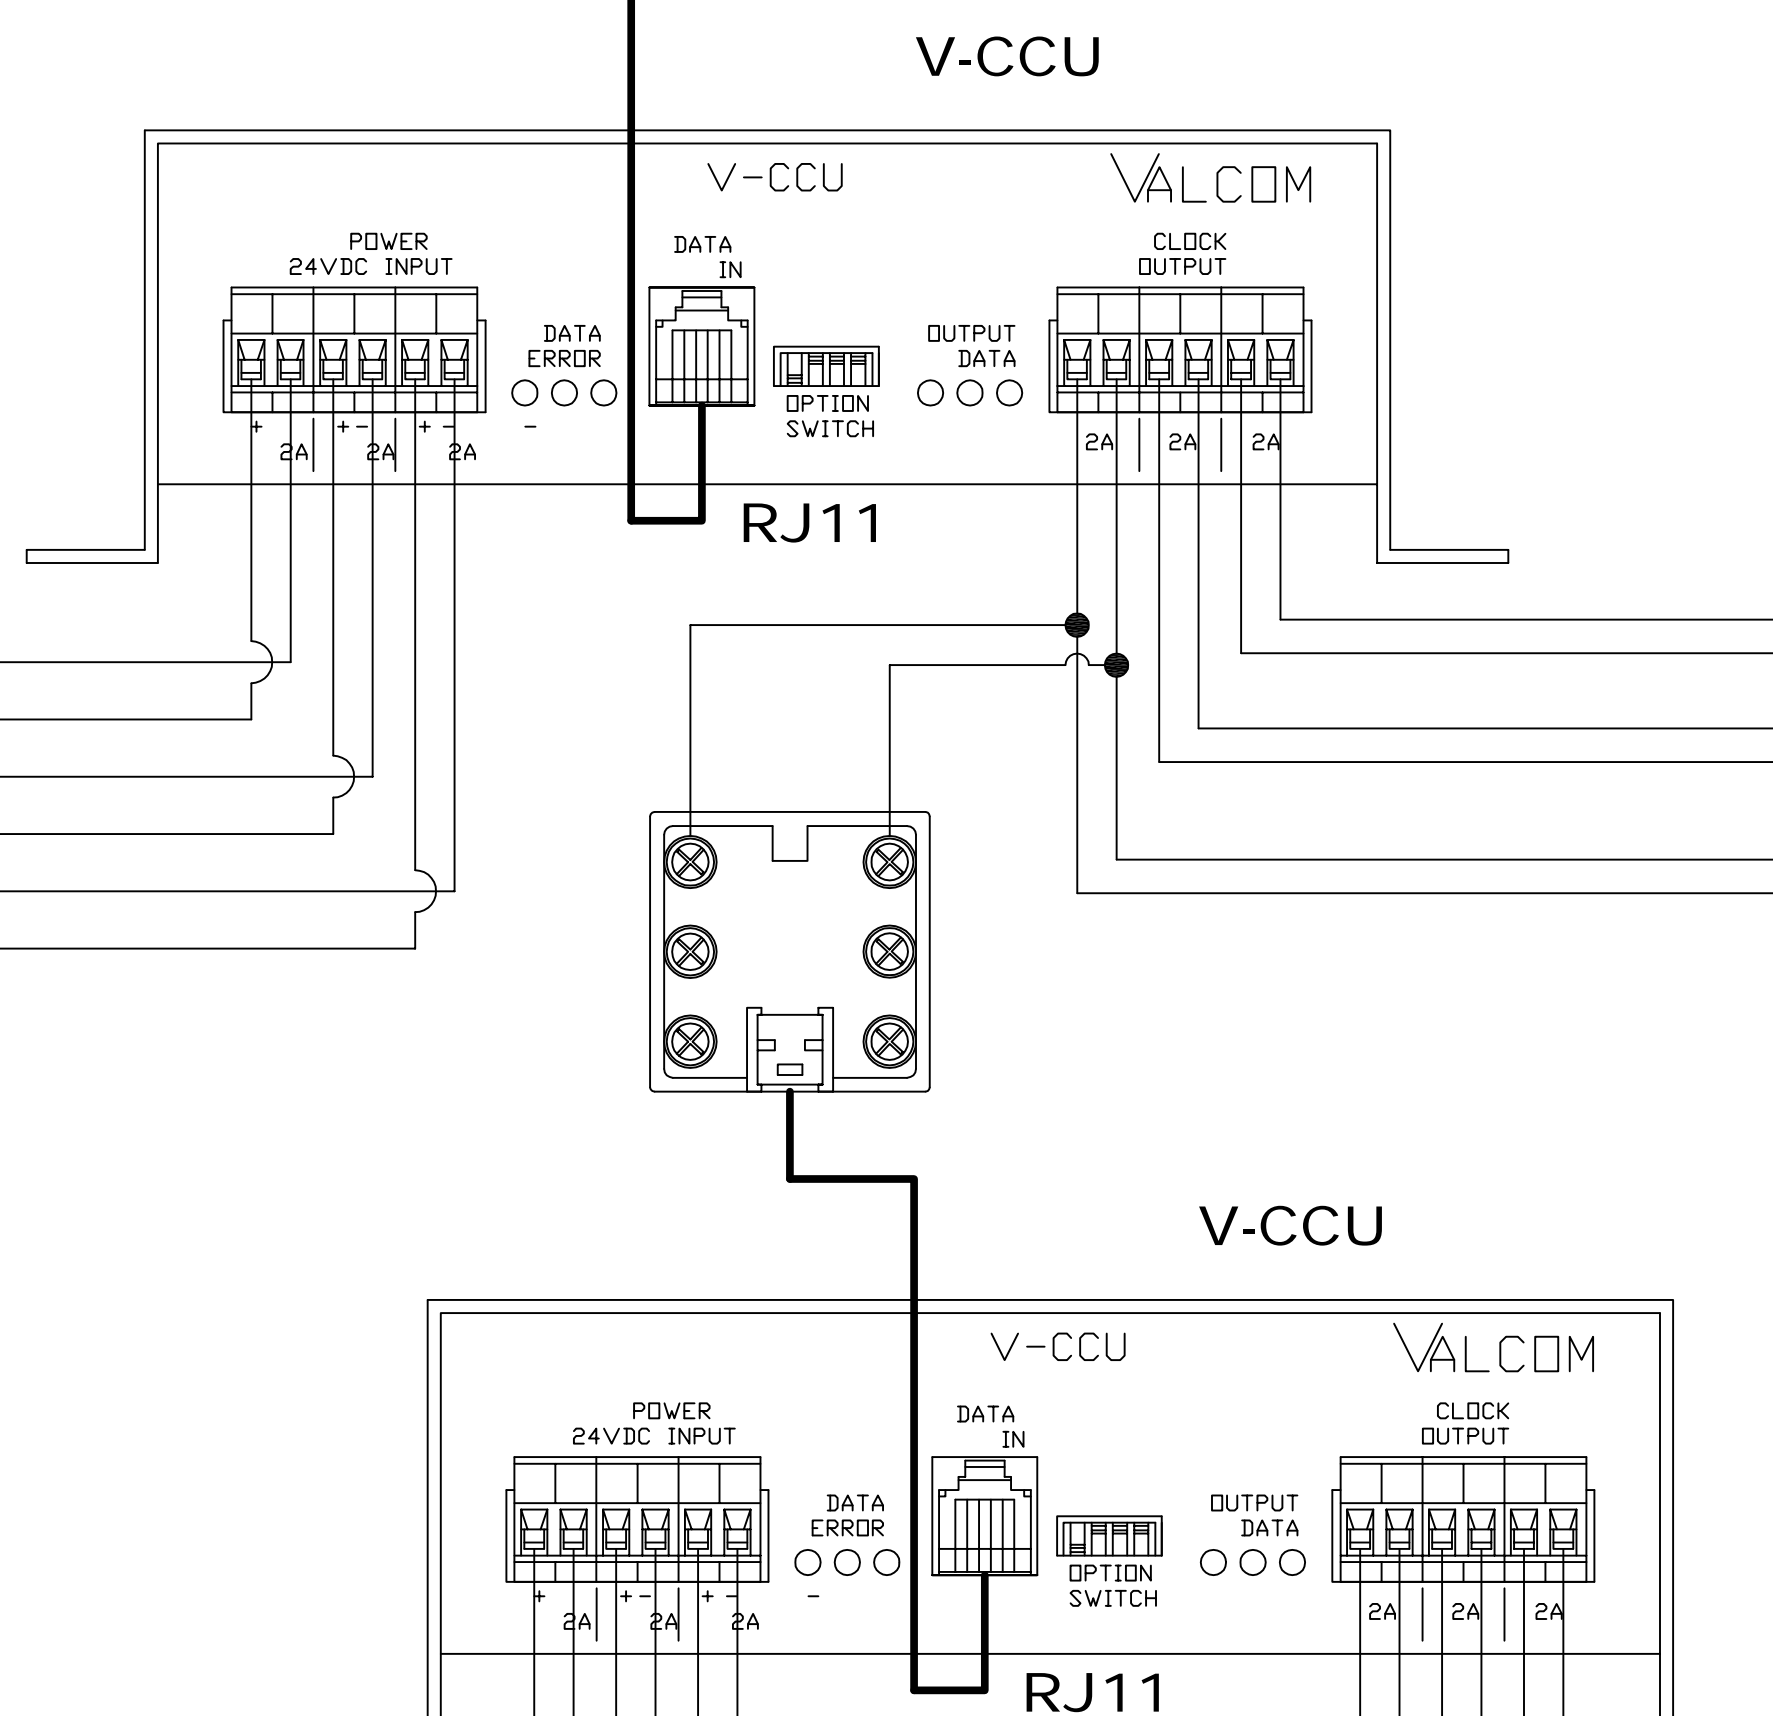 V-CCU
V-CCU
VALCOM
POWER
24VDC INPUT
DATA
IN
CLOCK
OUTPUT
DATA
ERROR
OUTPUT
DATA
OPTION
SWITCH
+ + - + - -
2A 2A 2A
2A 2A 2A
RJ11
V-CCU
V-CCU
VALCOM
POWER
24VDC INPUT
DATA
IN
CLOCK
OUTPUT
DATA
ERROR
OUTPUT
DATA
OPTION
SWITCH
+ + - + - -
2A 2A 2A
2A 2A 2A
RJ11